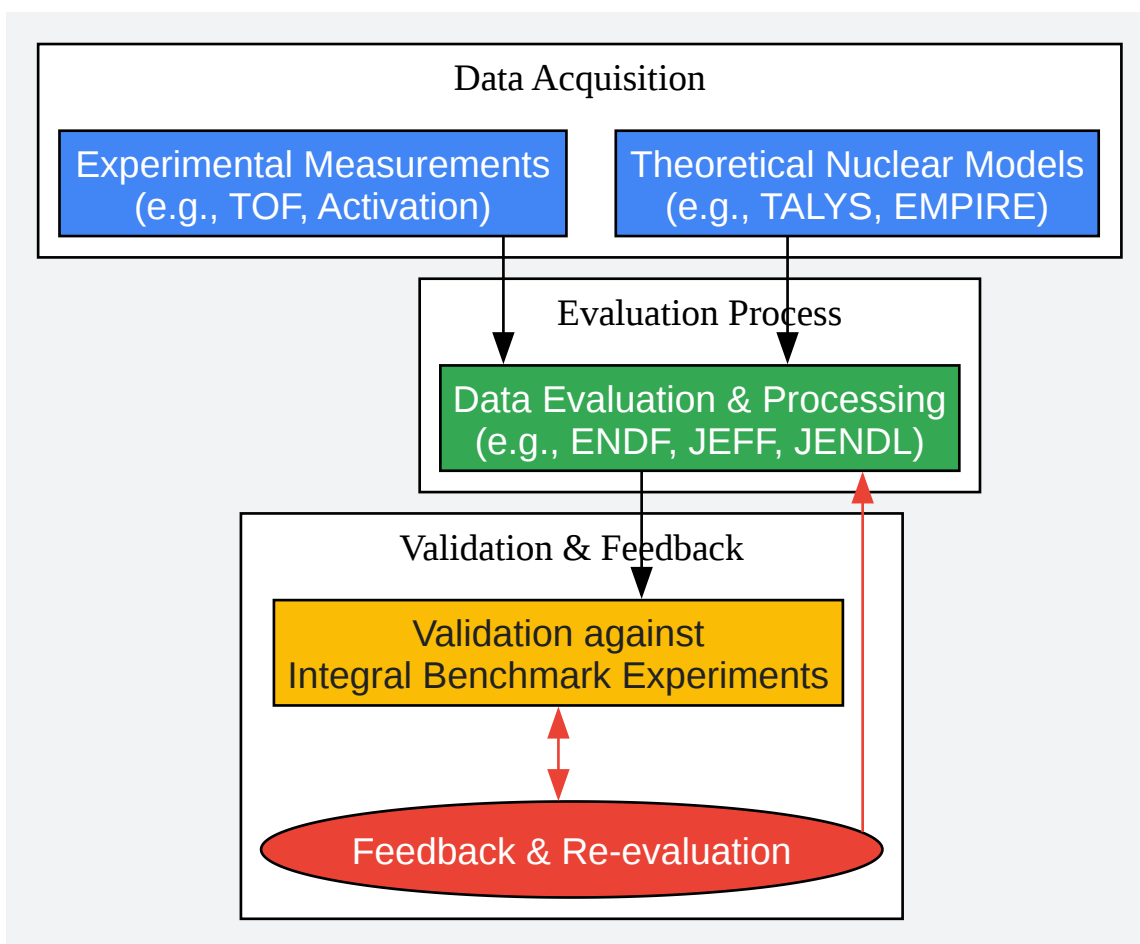 Data Acquisition
Experimental Measurements
(e.g., TOF, Activation)
Theoretical Nuclear Models
(e.g., TALYS, EMPIRE)
Evaluation Process
Data Evaluation & Processing
(e.g., ENDF, JEFF, JENDL)
Validation & Feedback
Validation against
Integral Benchmark Experiments
Feedback & Re-evaluation